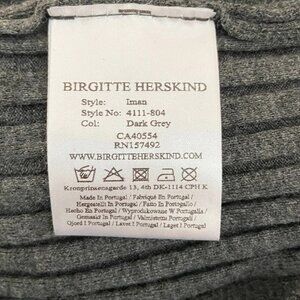 BIRGITTE HERSKIND
Style: Iman
Style No: 4111-804
Col: Dark Grey
CA40554
RN157492
WWW.BIRGITTEHERSKIND.COM
Kronprinsensgade 13, 4th DK-1114 CPH K
Made In Portugal / Fabriqué En Portugal /
Hergestellt In Portugal / Fatto In Portogallo /
Hecho En Portugal / Wyprodukowane W Portugalii /
Gjord I Portugal / Valmistettu Portugali /
Gjort I Portugal / Lavet I Portugal / Laget I Portugal